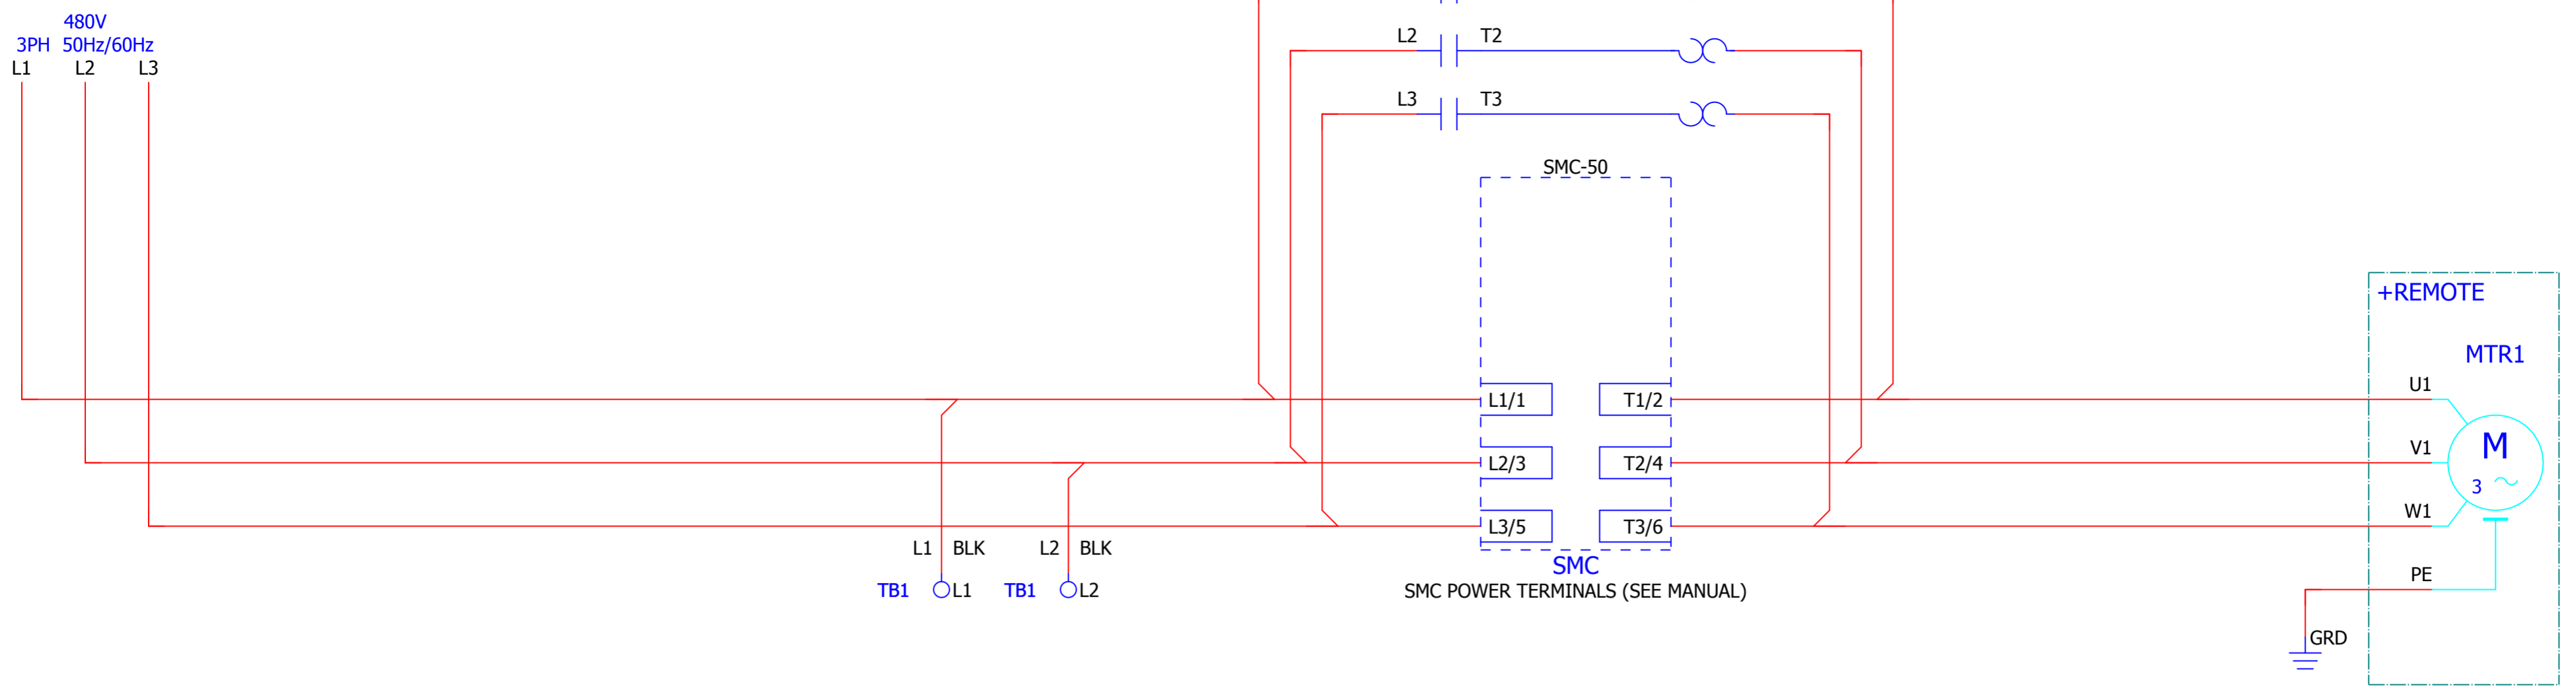 480V
3PH 50Hz/60Hz
L1 L2 L3
L2 T2
L3 T3
SMC-50
+REMOTE
MTR1
U1
L1/1 T1/2
M
3
V1
L2/3 T2/4
W1
L3/5 T3/6
L1 BLK L2 BLK
SMC
PE
TB1 L1 TB1 L2
SMC POWER TERMINALS (SEE MANUAL)
GRD